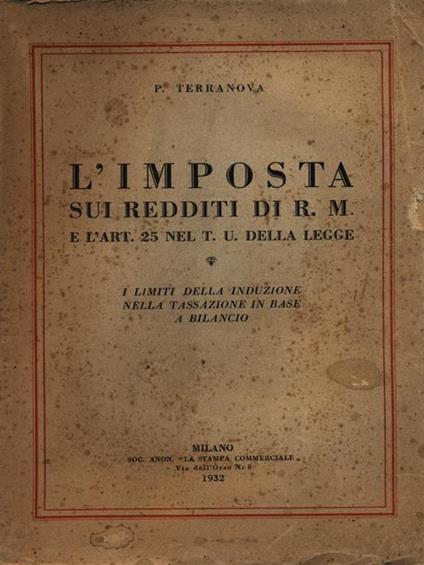 P. TERRANOVA
L'IMPOSTA
SUI REDDITI DI R. M.
E L'ART. 25 NEL T. U. DELLA LEGGE
I LIMITI DELLA INDUZIONE
NELLA TASSAZIONE IN BASE
A BILANCIO
MILANO
SOC. ANON. "LA STAMPA COMMERCIALE„
Via dell'Orso N. 8
1932